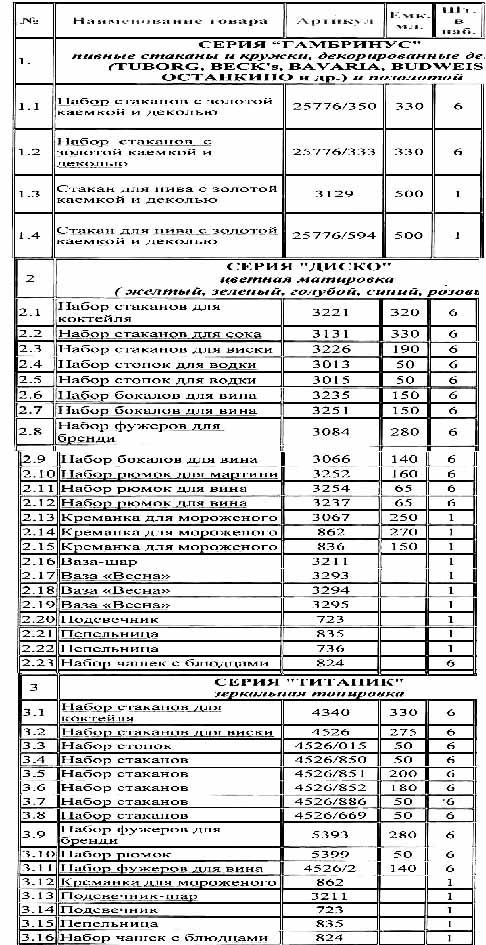 № Наименование товара Артикул Емк. мл. Шт. в наб.
СЕРИЯ "ГАМБРИНУС"
1. пивные стаканы и кружки, декорированные де
(TUBORG, BECK's, BAVARIA, BUDWEIS
ОСТАНКИНО и др.) и позолотой
1.1 Набор стаканов с золотой каемкой и деколью 25776/350 330 6
1.2 Набор стаканов с золотой каемкой и деколью 25776/333 330 6
1.3 Стакан для пива с золотой каемкой и деколью 3129 500 1
1.4 Стакан для пива с золотой каемкой и деколью 25776/594 500 1
2 СЕРИЯ "ДИСКО"
цветная матировка
( желтый, зеленый, голубой, синий, розовы
2.1 Набор стаканов для коктейля 3221 320 6
2.2 Набор стаканов для сока 3131 330 6
2.3 Набор стаканов для виски 3226 190 6
2.4 Набор стопок для водки 3013 50 6
2.5 Набор стопок для водки 3015 50 6
2.6 Набор бокалов для вина 3235 150 6
2.7 Набор бокалов для вина 3251 150 6
2.8 Набор фужеров для бренди 3084 280 6
2.9 Набор бокалов для вина 3066 140 6
2.10 Набор рюмок для мартини 3252 160 6
2.11 Набор рюмок для вина 3254 65 6
2.12 Набор рюмок для вина 3237 65 6
2.13 Креманка для мороженого 3067 250 1
2.14 Креманка для мороженого 862 270 1
2.15 Креманка для мороженого 836 150 1
2.16 Ваза-шар 3211 1
2.17 Ваза «Весна» 3293 1
2.18 Ваза «Весна» 3294 1
2.19 Ваза «Весна» 3295 1
2.20 Подсвечник 723 1
2.21 Пепельница 835 1
2.22 Пепельница 736 1
2.23 Набор чашек с блюдцами 824 6
3 СЕРИЯ "ТИТАНИК"
зеркальная тонировка
3.1 Набор стаканов для коктейля 4340 330 6
3.2 Набор стаканов для виски 4526 275 6
3.3 Набор стопок 4526/015 50 6
3.4 Набор стаканов 4526/850 50 6
3.5 Набор стаканов 4526/851 200 6
3.6 Набор стаканов 4526/852 180 6
3.7 Набор стаканов 4526/886 50 6
3.8 Набор стаканов 4526/669 50 6
3.9 Набор фужеров для бренди 5393 280 6
3.10 Набор рюмок 5399 50 6
3.11 Набор фужеров для вина 4526/2 140 6
3.12 Креманка для мороженого 862 1
3.13 Подсвечник-шар 3211 1
3.14 Подсвечник 723 1
3.15 Пепельница 835 1
3.16 Набор чашек с блюдцами 824 1